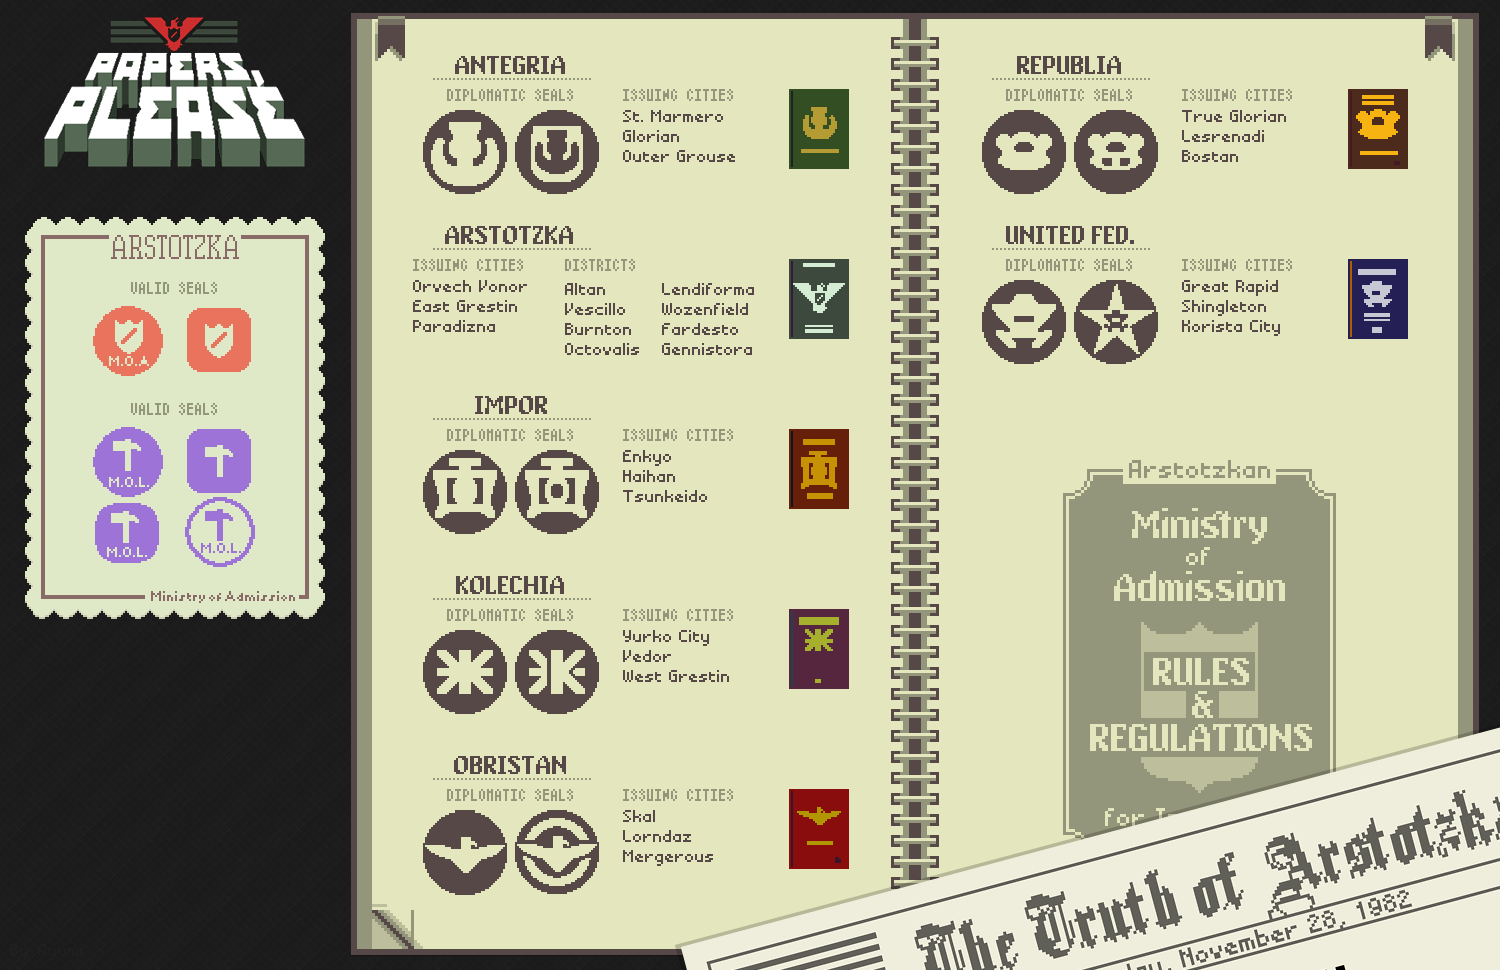 PAPERS,
PLEASE
ARSTOTZKA
VALID SEALS
M.O.A
VALID SEALS
M.O.L.
M.O.L.
M.O.L.
Ministry of Admission
ANTEGRIA
DIPLOMATIC SEALS
ISSUING CITIES
St. Marmero
Glorian
Outer Grouse
ARSTOTZKA
ISSUING CITIES
Orvech Vonor
East Grestin
Paradizna
DISTRICTS
Altan
Vescillo
Burnton
Octovalis
Lendiforma
Wozenfield
Fardesto
Gennistora
IMPOR
DIPLOMATIC SEALS
ISSUING CITIES
Enkyo
Haihan
Tsunkeido
KOLECHIA
DIPLOMATIC SEALS
ISSUING CITIES
Yurko City
Vedor
West Grestin
OBRISTAN
DIPLOMATIC SEALS
ISSUING CITIES
Skal
Lorndaz
Mergerous
REPUBLIA
DIPLOMATIC SEALS
ISSUING CITIES
True Glorian
Lesrenadi
Bostan
UNITED FED.
DIPLOMATIC SEALS
ISSUING CITIES
Great Rapid
Shingleton
Korista City
Arstotzkan
Ministry
of
Admission
RULES
&
REGULATIONS
for
The Truth of Arstotzk
November 28, 1982